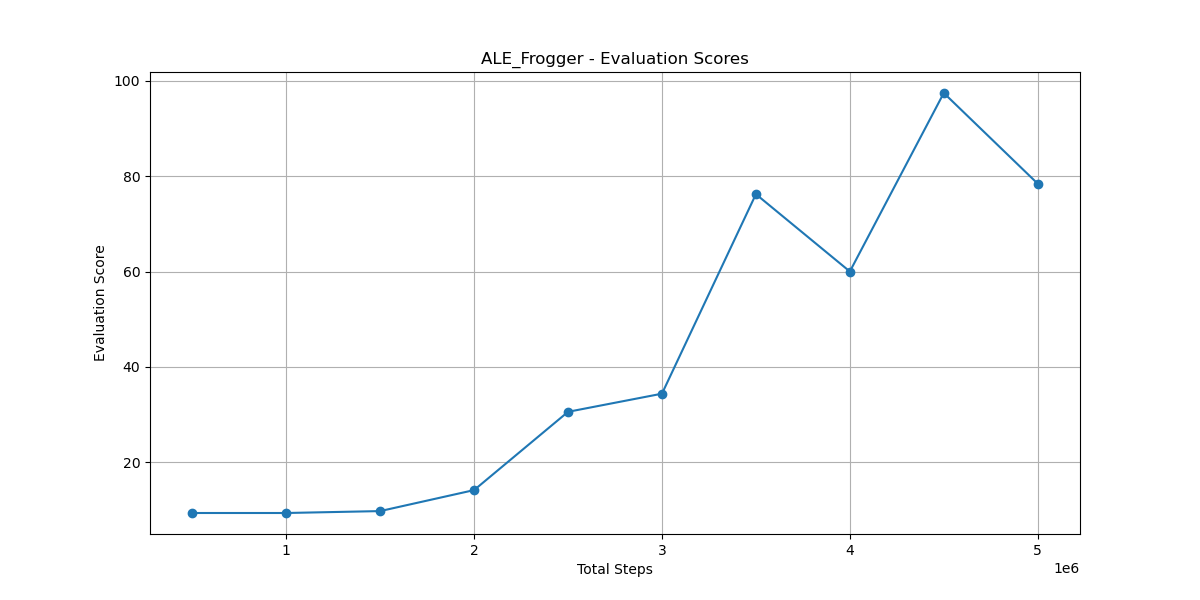 ALE_Frogger - Evaluation Scores
100
80
60
40
20
Evaluation Score
1
2
3
4
5
Total Steps
1e6